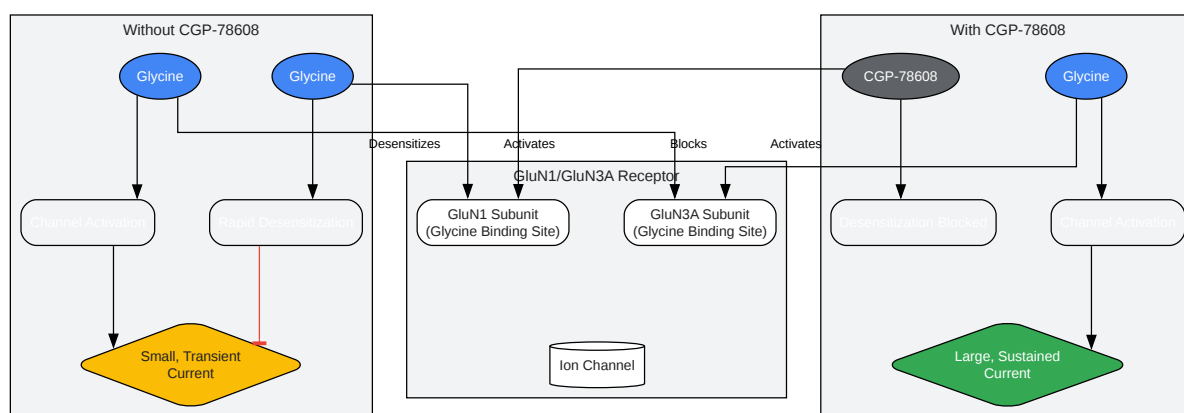 Without CGP-78608
With CGP-78608
Glycine
Glycine
CGP-78608
Glycine
Desensitizes
Activates
Blocks
Activates
GluN1/GluN3A Receptor
Channel Activation
Rapid Desensitization
GluN1 Subunit
(Glycine Binding Site)
GluN3A Subunit
(Glycine Binding Site)
Desensitization Blocked
Channel Activation
Small, Transient
Current
Ion Channel
Large, Sustained
Current